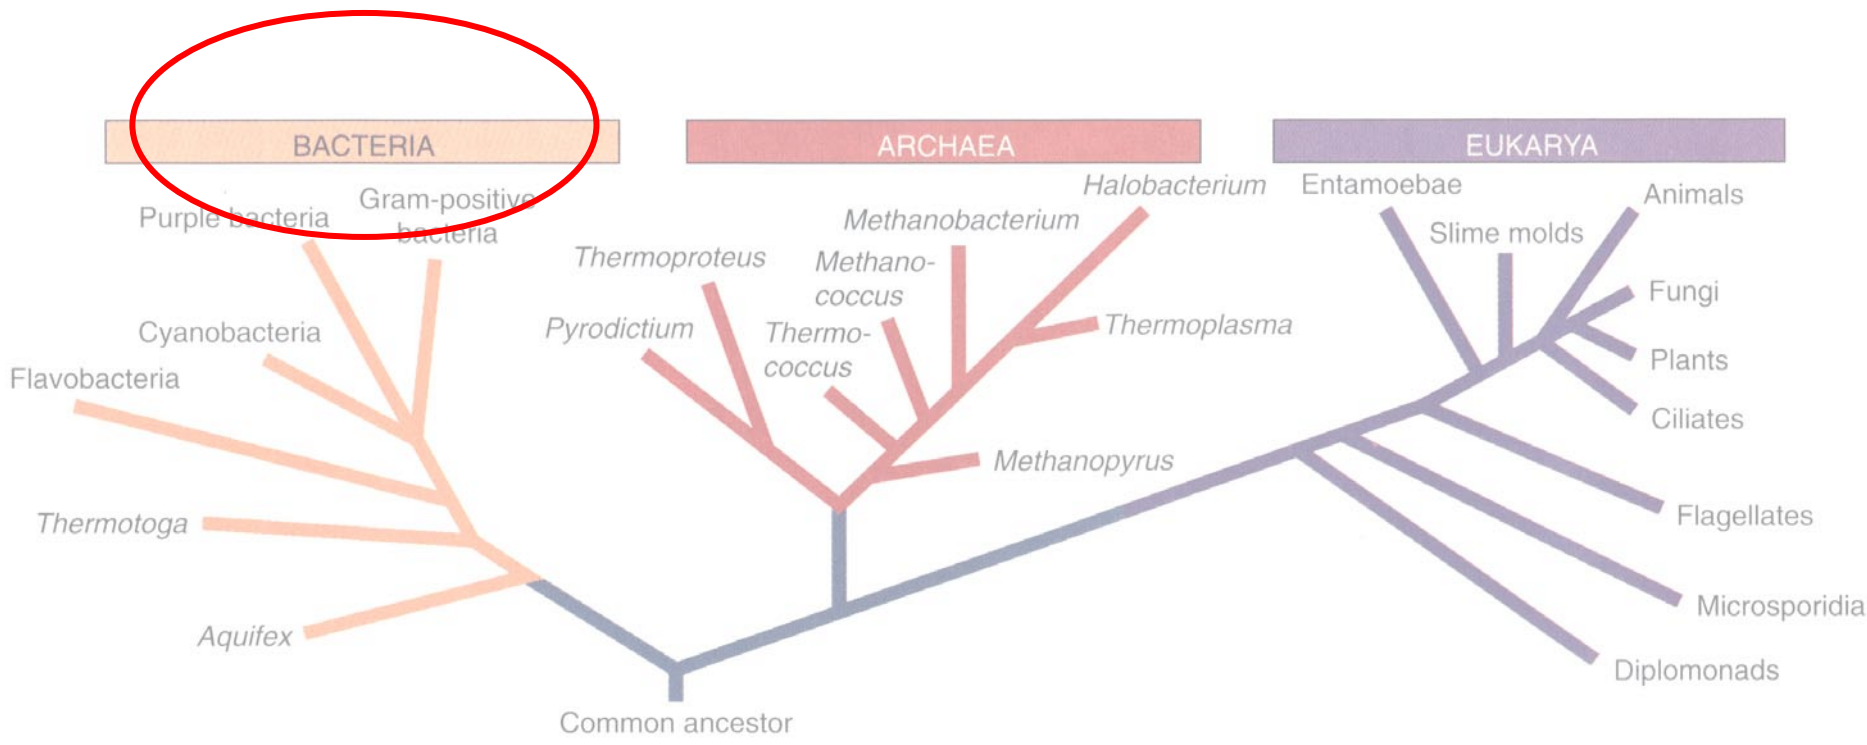 BACTERIA
ARCHAEA
EUKARYA
Purple bacteria
Gram-positive
bacteria
Cyanobacteria
Flavobacteria
Thermotoga
Aquifex
Thermoproteus
Pyrodictium
Methano-
coccus
Thermo-
coccus
Methanobacterium
Halobacterium
Thermoplasma
Methanopyrus
Entamoebae
Slime molds
Animals
Fungi
Plants
Ciliates
Flagellates
Microsporidia
Diplomonads
Common ancestor